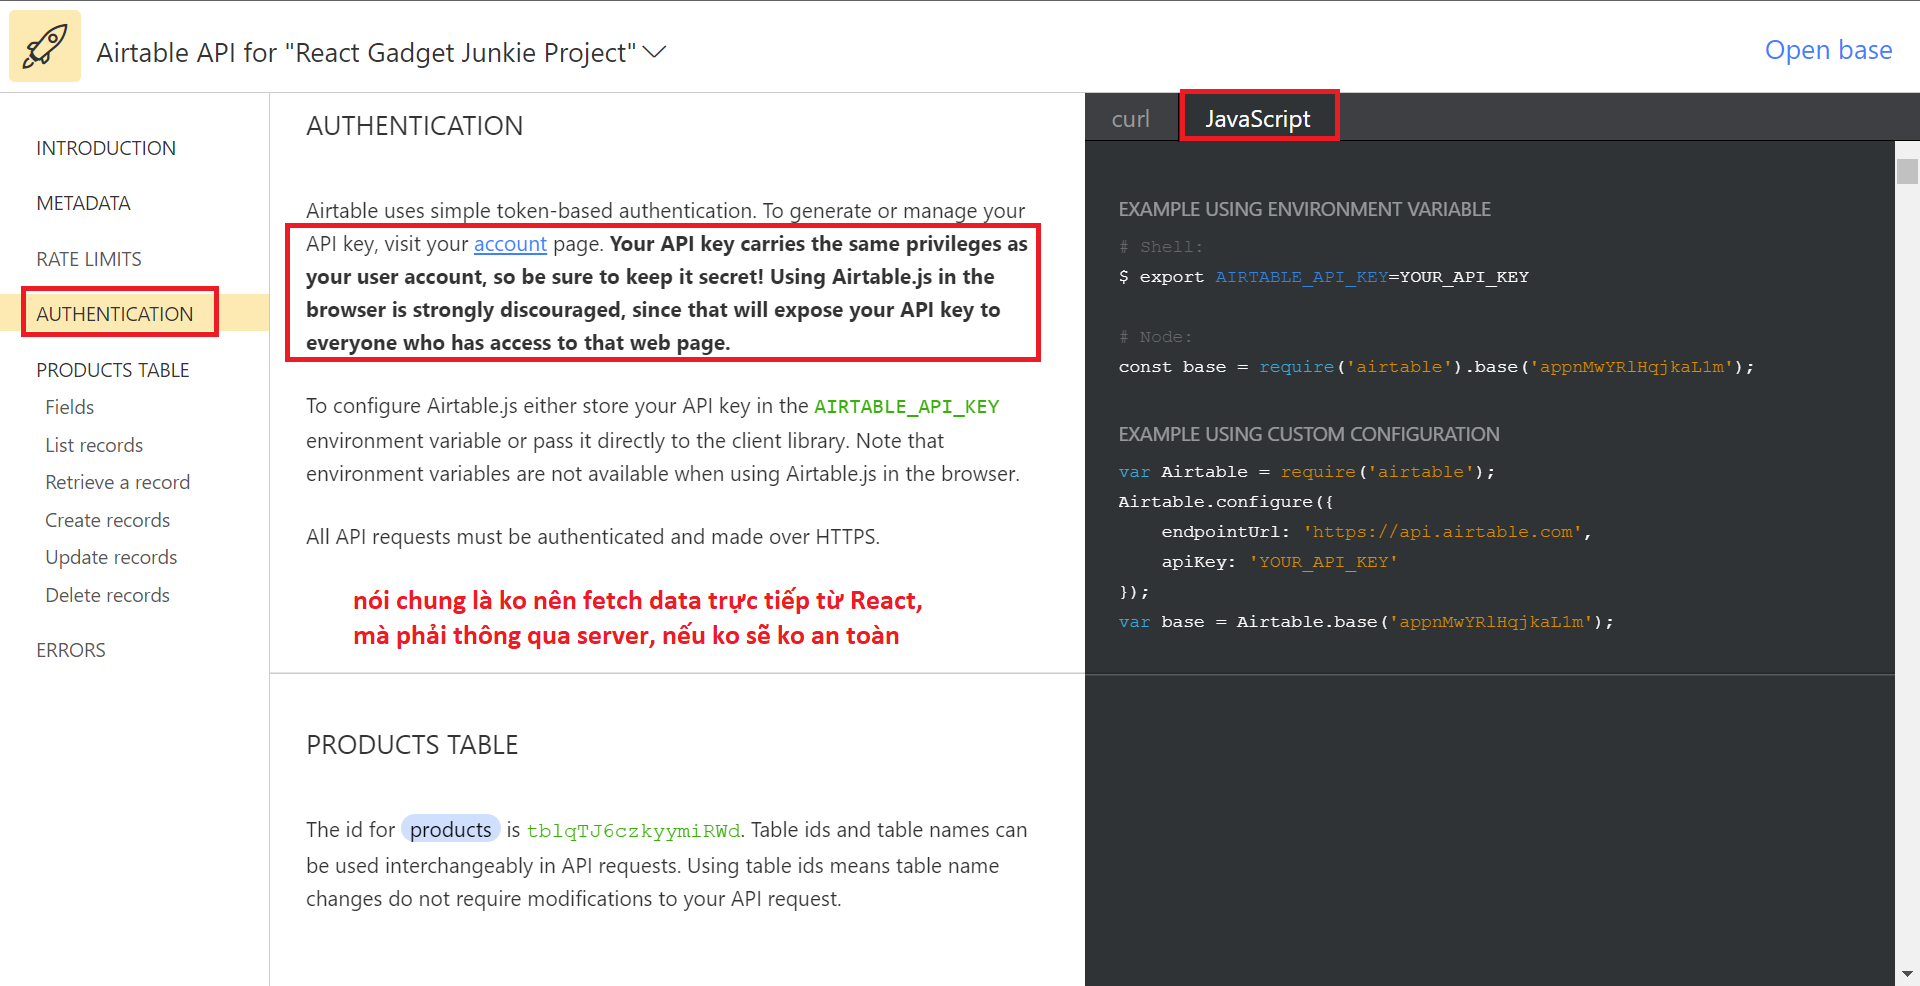 Airtable API for "React Gadget Junkie Project"
Open base
INTRODUCTION
METADATA
RATE LIMITS
AUTHENTICATION
PRODUCTS TABLE
Fields
List records
Retrieve a record
Create records
Update records
Delete records
ERRORS
AUTHENTICATION
Airtable uses simple token-based authentication. To generate or manage your
API key, visit your account page. Your API key carries the same privileges as
your user account, so be sure to keep it secret! Using Airtable.js in the
browser is strongly discouraged, since that will expose your API key to
everyone who has access to that web page.
To configure Airtable.js either store your API key in the AIRTABLE_API_KEY
environment variable or pass it directly to the client library. Note that
environment variables are not available when using Airtable.js in the browser.
All API requests must be authenticated and made over HTTPS.
nói chung là ko nên fetch data trực tiếp từ React,
mà phải thông qua server, nếu ko sẽ ko an toàn
PRODUCTS TABLE
The id for products is tblqTJ6czkyymiRWd. Table ids and table names can
be used interchangeably in API requests. Using table ids means table name
changes do not require modifications to your API request.
curl
JavaScript
EXAMPLE USING ENVIRONMENT VARIABLE
# Shell:
$ export AIRTABLE_API_KEY=YOUR_API_KEY
# Node:
const base = require('airtable').base('appnMwYRlHqjkaL1m');
EXAMPLE USING CUSTOM CONFIGURATION
var Airtable = require('airtable');
Airtable.configure({
endpointUrl: 'https://api.airtable.com',
apiKey: 'YOUR_API_KEY'
});
var base = Airtable.base('appnMwYRlHqjkaL1m');